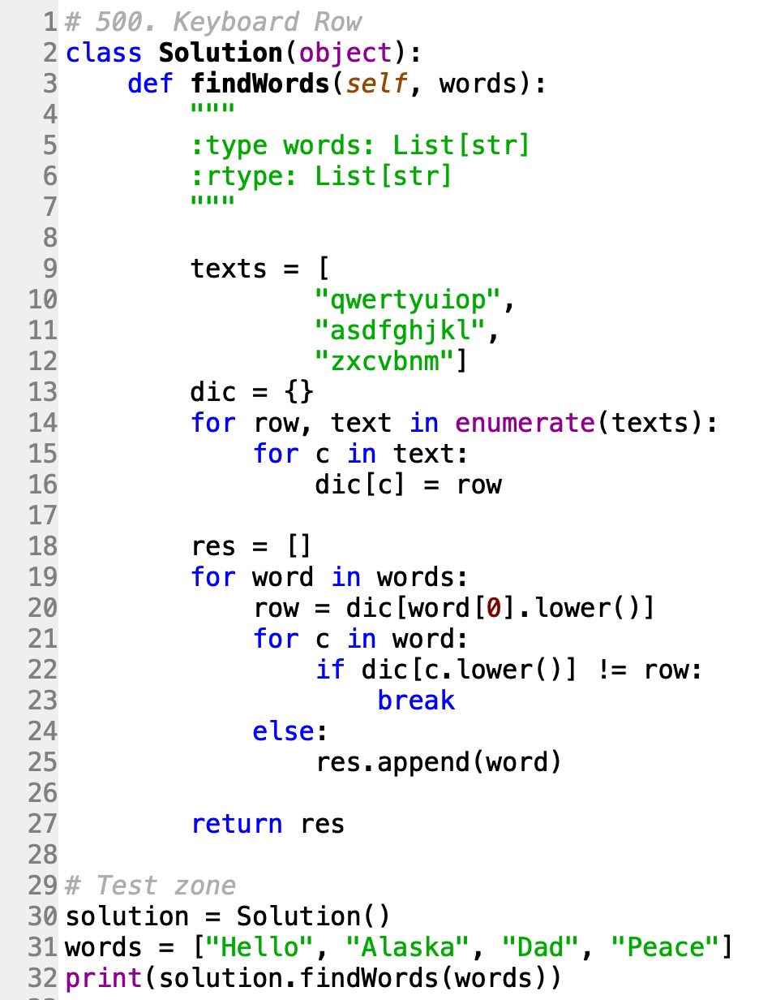 1 # 500. Keyboard Row
2 class Solution(object):
3     def findWords(self, words):
4         """
5         :type words: List[str]
6         :rtype: List[str]
7         """
8
9         texts = [
10                 "qwertyuiop",
11                 "asdfghjkl",
12                 "zxcvbnm"]
13         dic = {}
14         for row, text in enumerate(texts):
15             for c in text:
16                 dic[c] = row
17
18         res = []
19         for word in words:
20             row = dic[word[0].lower()]
21             for c in word:
22                 if dic[c.lower()] != row:
23                     break
24             else:
25                 res.append(word)
26
27         return res
28
29 # Test zone
30 solution = Solution()
31 words = ["Hello", "Alaska", "Dad", "Peace"]
32 print(solution.findWords(words))